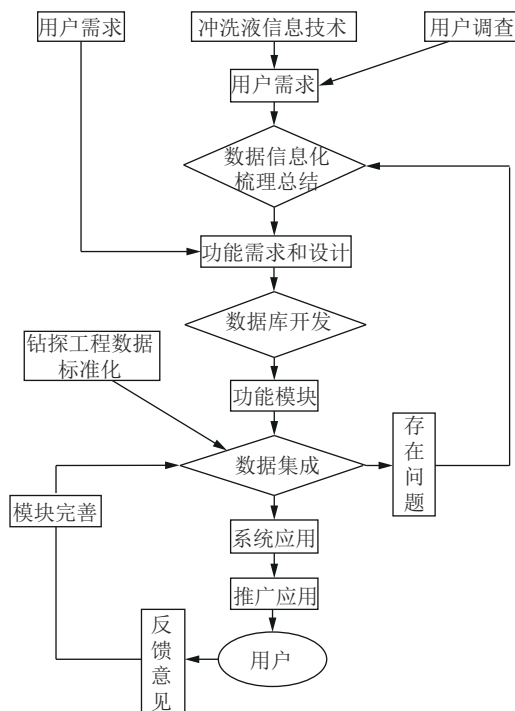 用户需求
冲洗液信息技术
用户调查
用户需求
数据信息化
梳理总结
功能需求和设计
数据库开发
钻探工程数据
标准化
功能模块
存在问题
数据集成
模块完善
系统应用
推广应用
反馈意见
用户